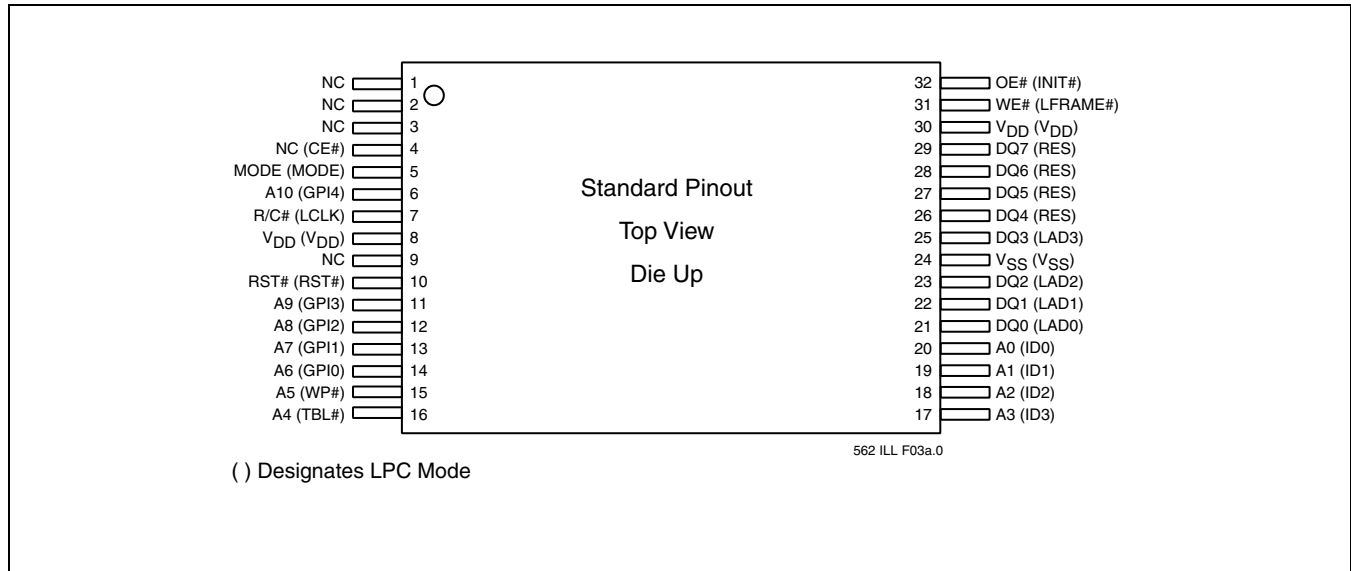 NC 1
NC 2
NC 3
NC (CE#) 4
MODE (MODE) 5
A10 (GPI4) 6
R/C# (LCLK) 7
VDD (VDD) 8
NC 9
RST# (RST#) 10
A9 (GPI3) 11
A8 (GPI2) 12
A7 (GPI1) 13
A6 (GPI0) 14
A5 (WP#) 15
A4 (TBL#) 16
Standard Pinout
Top View
Die Up
32 OE# (INIT#)
31 WE# (LFRAME#)
30 VDD (VDD)
29 DQ7 (RES)
28 DQ6 (RES)
27 DQ5 (RES)
26 DQ4 (RES)
25 DQ3 (LAD3)
24 VSS (VSS)
23 DQ2 (LAD2)
22 DQ1 (LAD1)
21 DQ0 (LAD0)
20 A0 (ID0)
19 A1 (ID1)
18 A2 (ID2)
17 A3 (ID3)
562 ILL F03a.0
( ) Designates LPC Mode